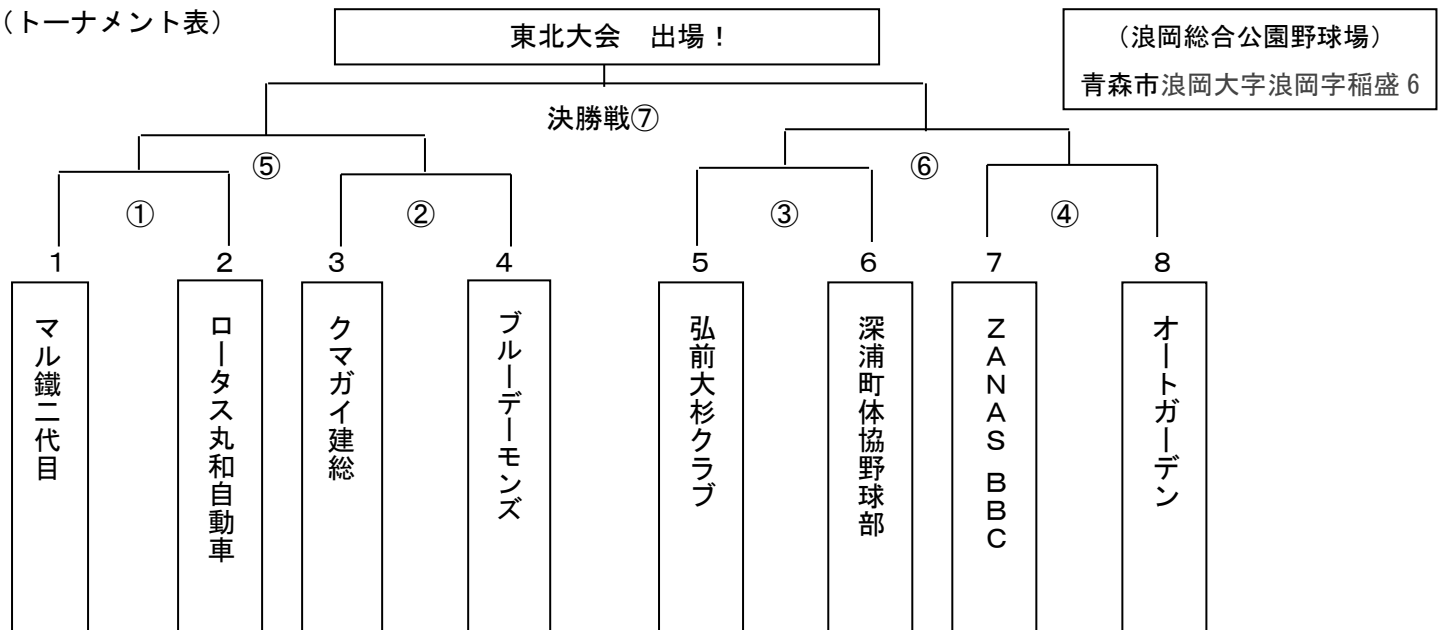 （トーナメント表）
東北大会　出場！
（浪岡総合公園野球場）
青森市浪岡大字浪岡字稲盛６
決勝戦⑦
⑤
⑥
①
②
③
④
１
２
３
４
５
６
７
８
マル鐵二代目
ロータス丸和自動車
クマガイ建総
ブルーデーモンズ
弘前大杉クラブ
深浦町体協野球部
ＺＡＮＡＳ ＢＢＣ
オートガーデン